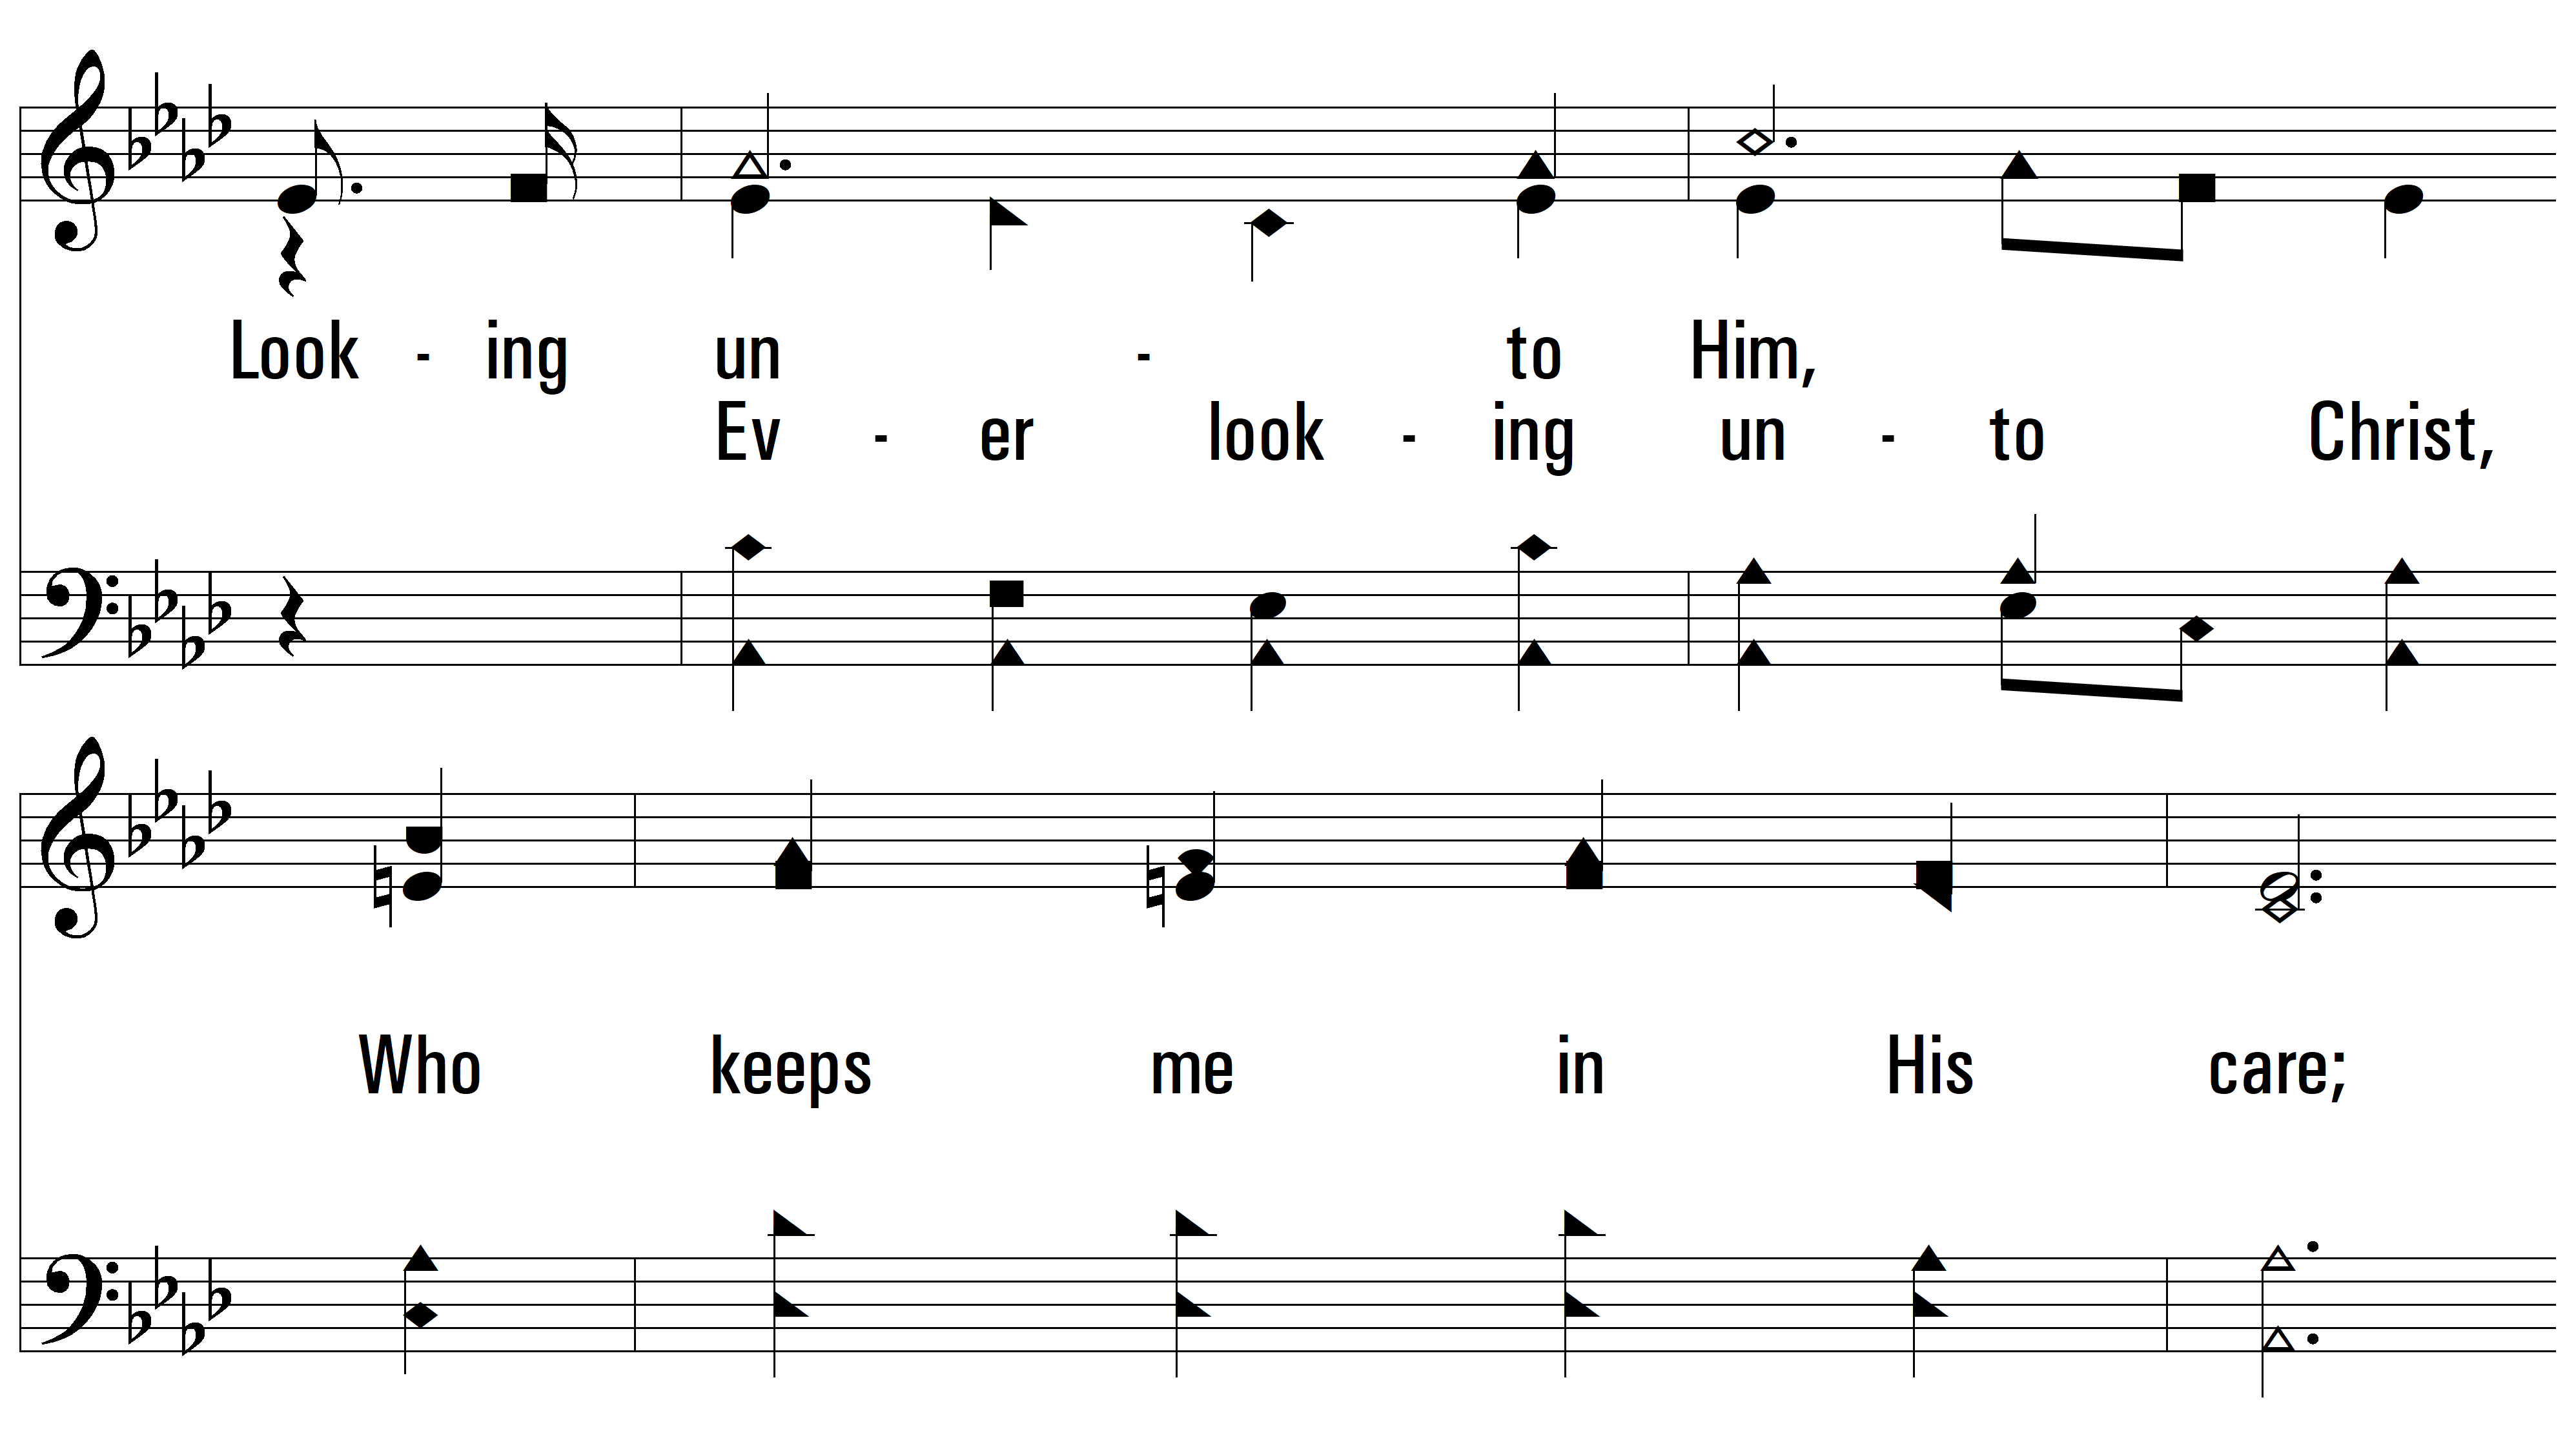 Look - ing un - to Him,
Ev - er look - ing un - to Christ,
Who keeps me in His care;